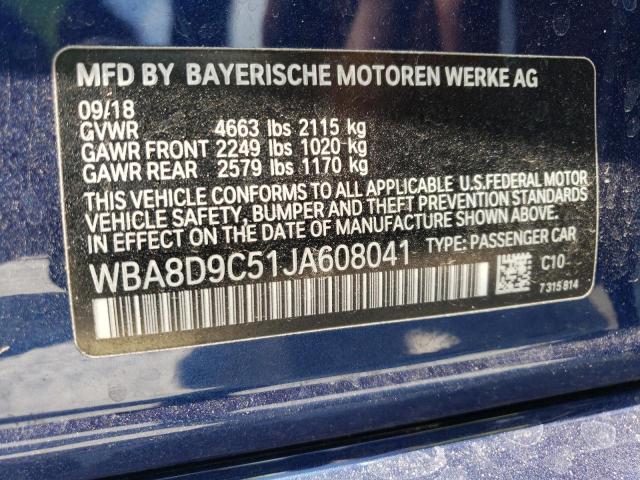 MFD BY BAYERISCHE MOTOREN WERKE AG
09/18
GVWR 4663 lbs 2115 kg
GAWR FRONT 2249 lbs 1020 kg
GAWR REAR 2579 lbs 1170 kg
THIS VEHICLE CONFORMS TO ALL APPLICABLE U.S.FEDERAL MOTOR
VEHICLE SAFETY, BUMPER AND THEFT PREVENTION STANDARDS
IN EFFECT ON THE DATE OF MANUFACTURE SHOWN ABOVE.
WBA8D9C51JA608041 TYPE: PASSENGER CAR
C10
7315814